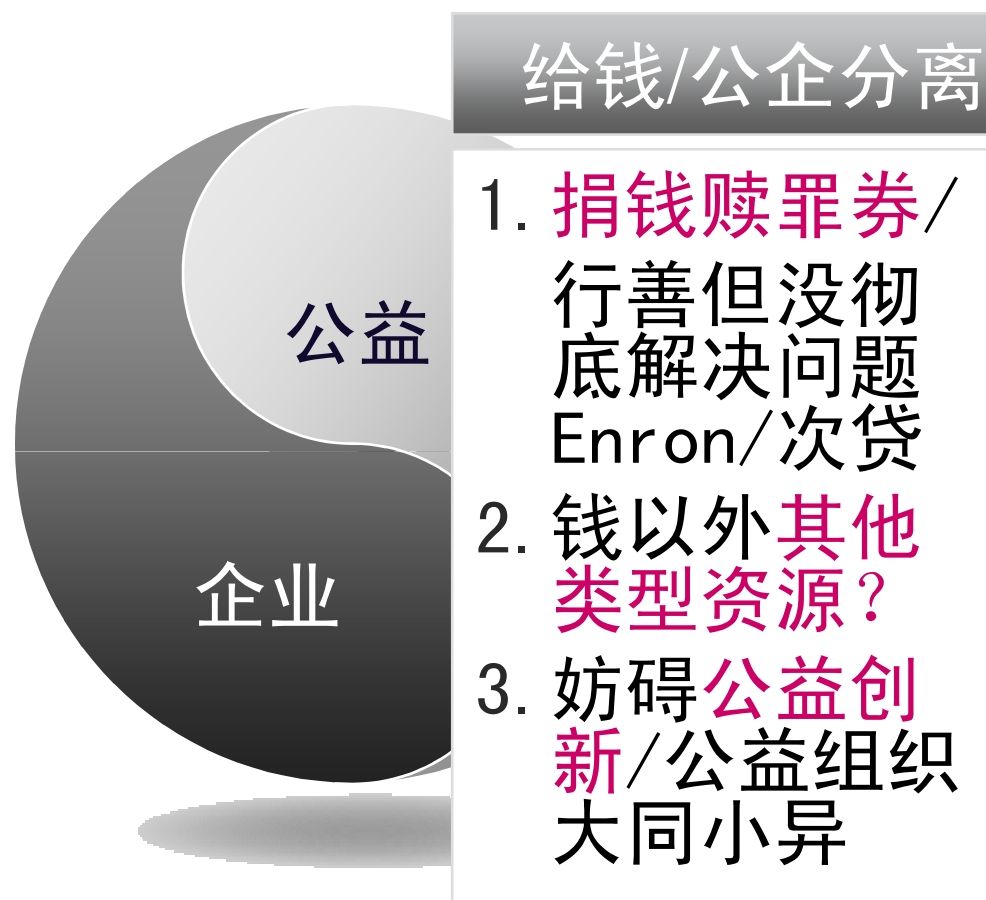 给钱/公企分离
公益
企业
1. 捐钱赎罪券/
行善但没彻
底解决问题
Enron/次贷
2. 钱以外其他
类型资源？
3. 妨碍公益创
新/公益组织
大同小异